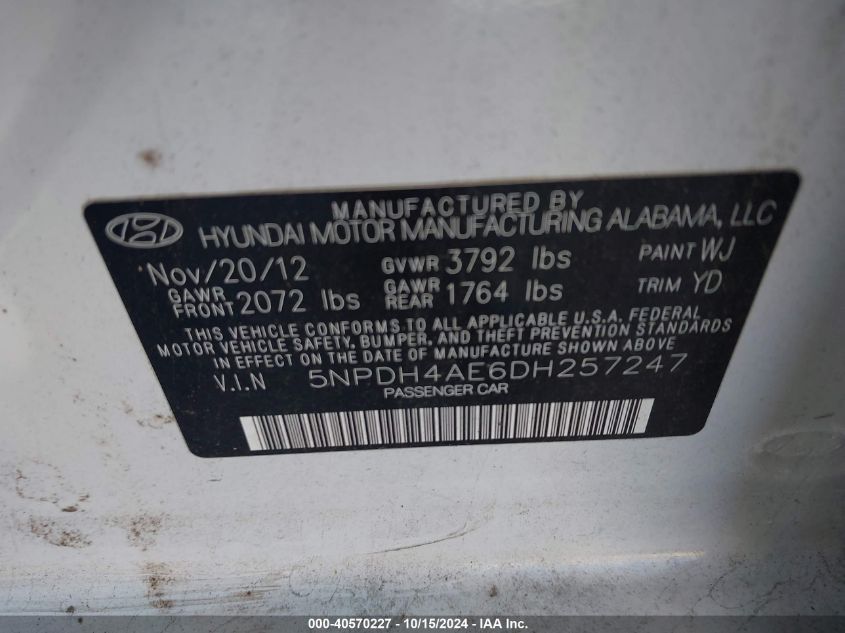 MANUFACTURED BY
HYUNDAI MOTOR MANUFACTURING ALABAMA, LLC
Nov/20/12 GVWR 3792 lbs PAINT WJ
GAWR FRONT 2072 lbs GAWR REAR 1764 lbs TRIM YD
THIS VEHICLE CONFORMS TO ALL APPLICABLE U.S.A. FEDERAL
MOTOR VEHICLE SAFETY, BUMPER, AND THEFT PREVENTION STANDARDS
IN EFFECT ON THE DATE OF MANUFACTURE SHOWN ABOVE.
V.I.N 5NPDH4AE6DH257247
PASSENGER CAR
000-40570227 - 10/15/2024 - IAA Inc.